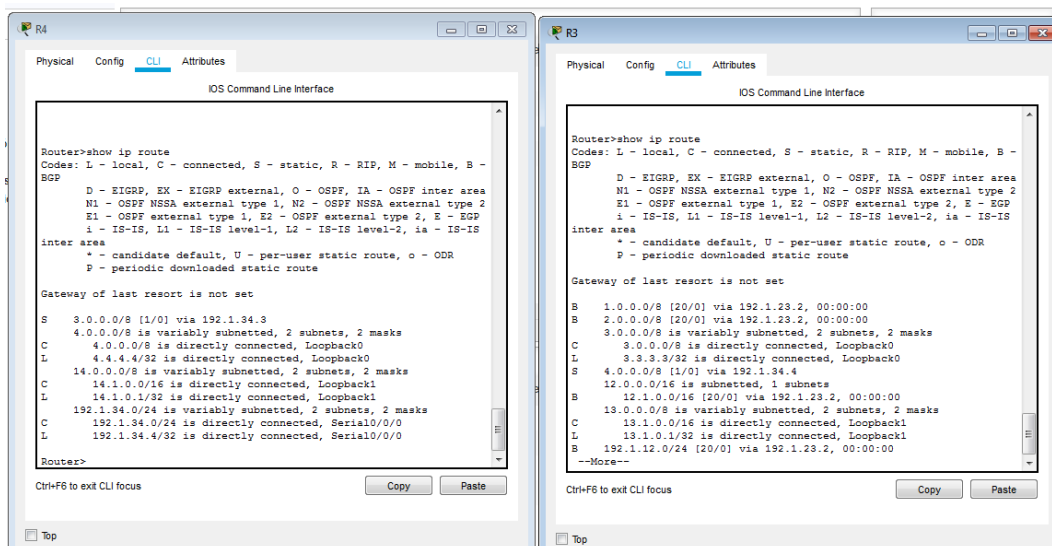 R4
Physical Config CLI Attributes
IOS Command Line Interface
Router>show ip route
Codes: L - local, C - connected, S - static, R - RIP, M - mobile, B -
BGP
D - EIGRP, EX - EIGRP external, O - OSPF, IA - OSPF inter area
N1 - OSPF NSSA external type 1, N2 - OSPF NSSA external type 2
E1 - OSPF external type 1, E2 - OSPF external type 2, E - EGP
i - IS-IS, L1 - IS-IS level-1, L2 - IS-IS level-2, ia - IS-IS
inter area
* - candidate default, U - per-user static route, o - ODR
P - periodic downloaded static route
Gateway of last resort is not set
S 3.0.0.0/8 [1/0] via 192.1.34.3
4.0.0.0/8 is variably subnetted, 2 subnets, 2 masks
C 4.0.0.0/8 is directly connected, Loopback0
L 4.4.4.4/32 is directly connected, Loopback0
14.0.0.0/8 is variably subnetted, 2 subnets, 2 masks
C 14.1.0.0/16 is directly connected, Loopback1
L 14.1.0.1/32 is directly connected, Loopback1
192.1.34.0/24 is variably subnetted, 2 subnets, 2 masks
C 192.1.34.0/24 is directly connected, Serial0/0/0
L 192.1.34.4/32 is directly connected, Serial0/0/0
Router>
Ctrl+F6 to exit CLI focus
Copy Paste
Top
R3
Physical Config CLI Attributes
IOS Command Line Interface
Router>show ip route
Codes: L - local, C - connected, S - static, R - RIP, M - mobile, B -
BGP
D - EIGRP, EX - EIGRP external, O - OSPF, IA - OSPF inter area
N1 - OSPF NSSA external type 1, N2 - OSPF NSSA external type 2
E1 - OSPF external type 1, E2 - OSPF external type 2, E - EGP
i - IS-IS, L1 - IS-IS level-1, L2 - IS-IS level-2, ia - IS-IS
inter area
* - candidate default, U - per-user static route, o - ODR
P - periodic downloaded static route
Gateway of last resort is not set
B 1.0.0.0/8 [20/0] via 192.1.23.2, 00:00:00
B 2.0.0.0/8 [20/0] via 192.1.23.2, 00:00:00
3.0.0.0/8 is variably subnetted, 2 subnets, 2 masks
C 3.0.0.0/8 is directly connected, Loopback0
L 3.3.3.3/32 is directly connected, Loopback0
S 4.0.0.0/8 [1/0] via 192.1.34.4
12.0.0.0/16 is subnetted, 1 subnets
B 12.1.0.0/16 [20/0] via 192.1.23.2, 00:00:00
13.0.0.0/8 is variably subnetted, 2 subnets, 2 masks
C 13.1.0.0/16 is directly connected, Loopback1
L 13.1.0.1/32 is directly connected, Loopback1
B 192.1.12.0/24 [20/0] via 192.1.23.2, 00:00:00
--More--
Ctrl+F6 to exit CLI focus
Copy Paste
Top